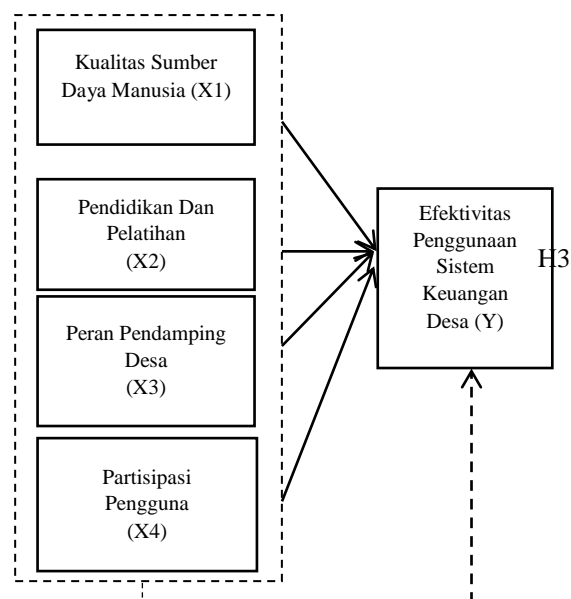 Kualitas Sumber
Daya Manusia (X1)
Pendidikan Dan
Pelatihan
(X2)
Peran Pendamping
Desa
(X3)
Partisipasi
Pengguna
(X4)
Efektivitas
Penggunaan
Sistem
Keuangan
Desa (Y)
H3